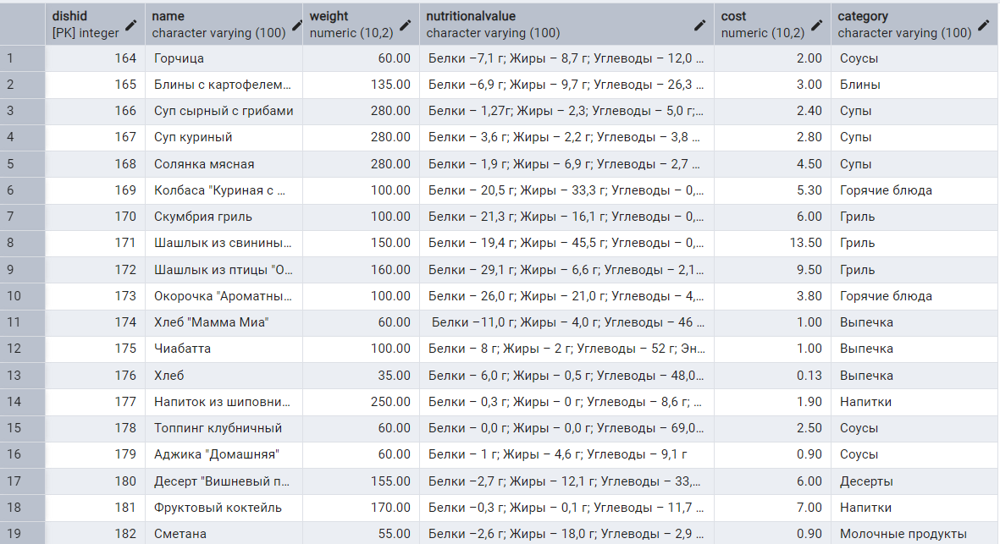 dishid name weight nutritionalvalue cost category
[PK] integer character varying (100) numeric (10,2) character varying (100) numeric (10,2) character varying (100)
1 164 Горчица 60.00 Белки –7,1 г; Жиры – 8,7 г; Углеводы – 12,0 ... 2.00 Соусы
2 165 Блины с картофелем... 135.00 Белки –6,9 г; Жиры – 9,7 г; Углеводы – 26,3 ... 3.00 Блины
3 166 Суп сырный с грибами 280.00 Белки – 1,27г; Жиры – 2,3; Углеводы – 5,0 г;... 2.40 Супы
4 167 Суп куриный 280.00 Белки – 3,6 г; Жиры – 2,2 г; Углеводы – 3,8 ... 2.80 Супы
5 168 Солянка мясная 280.00 Белки – 1,9 г; Жиры – 6,9 г; Углеводы – 2,7 ... 4.50 Супы
6 169 Колбаса "Куриная с ... 100.00 Белки – 20,5 г; Жиры – 33,3 г; Углеводы – 0,... 5.30 Горячие блюда
7 170 Скумбрия гриль 100.00 Белки – 21,3 г; Жиры – 16,1 г; Углеводы – 0,... 6.00 Гриль
8 171 Шашлык из свинины... 150.00 Белки – 19,4 г; Жиры – 45,5 г; Углеводы – 0,... 13.50 Гриль
9 172 Шашлык из птицы "О... 160.00 Белки – 29,1 г; Жиры – 6,6 г; Углеводы – 2,1... 9.50 Гриль
10 173 Окорочка "Ароматны... 100.00 Белки – 26,0 г; Жиры – 21,0 г; Углеводы – 4,... 3.80 Горячие блюда
11 174 Хлеб "Мамма Миа" 60.00 Белки –11,0 г; Жиры – 4,0 г; Углеводы – 46 ... 1.00 Выпечка
12 175 Чиабатта 100.00 Белки – 8 г; Жиры – 2 г; Углеводы – 52 г; Эн... 1.00 Выпечка
13 176 Хлеб 35.00 Белки – 6,0 г; Жиры – 0,5 г; Углеводы – 48,0... 0.13 Выпечка
14 177 Напиток из шиповни... 250.00 Белки – 0,3 г; Жиры – 0 г; Углеводы – 8,6 г; ... 1.90 Напитки
15 178 Топпинг клубничный 60.00 Белки – 0,0 г; Жиры – 0,0 г; Углеводы – 69,0... 2.50 Соусы
16 179 Аджика "Домашняя" 60.00 Белки – 1 г; Жиры – 4,6 г; Углеводы – 9,1 г 0.90 Соусы
17 180 Десерт "Вишневый п... 155.00 Белки –2,7 г; Жиры – 12,1 г; Углеводы – 33,... 6.00 Десерты
18 181 Фруктовый коктейль 170.00 Белки –0,3 г; Жиры – 0,1 г; Углеводы – 11,7 ... 7.00 Напитки
19 182 Сметана 55.00 Белки –2,6 г; Жиры – 18,0 г; Углеводы – 2,9 ... 0.90 Молочные продукты